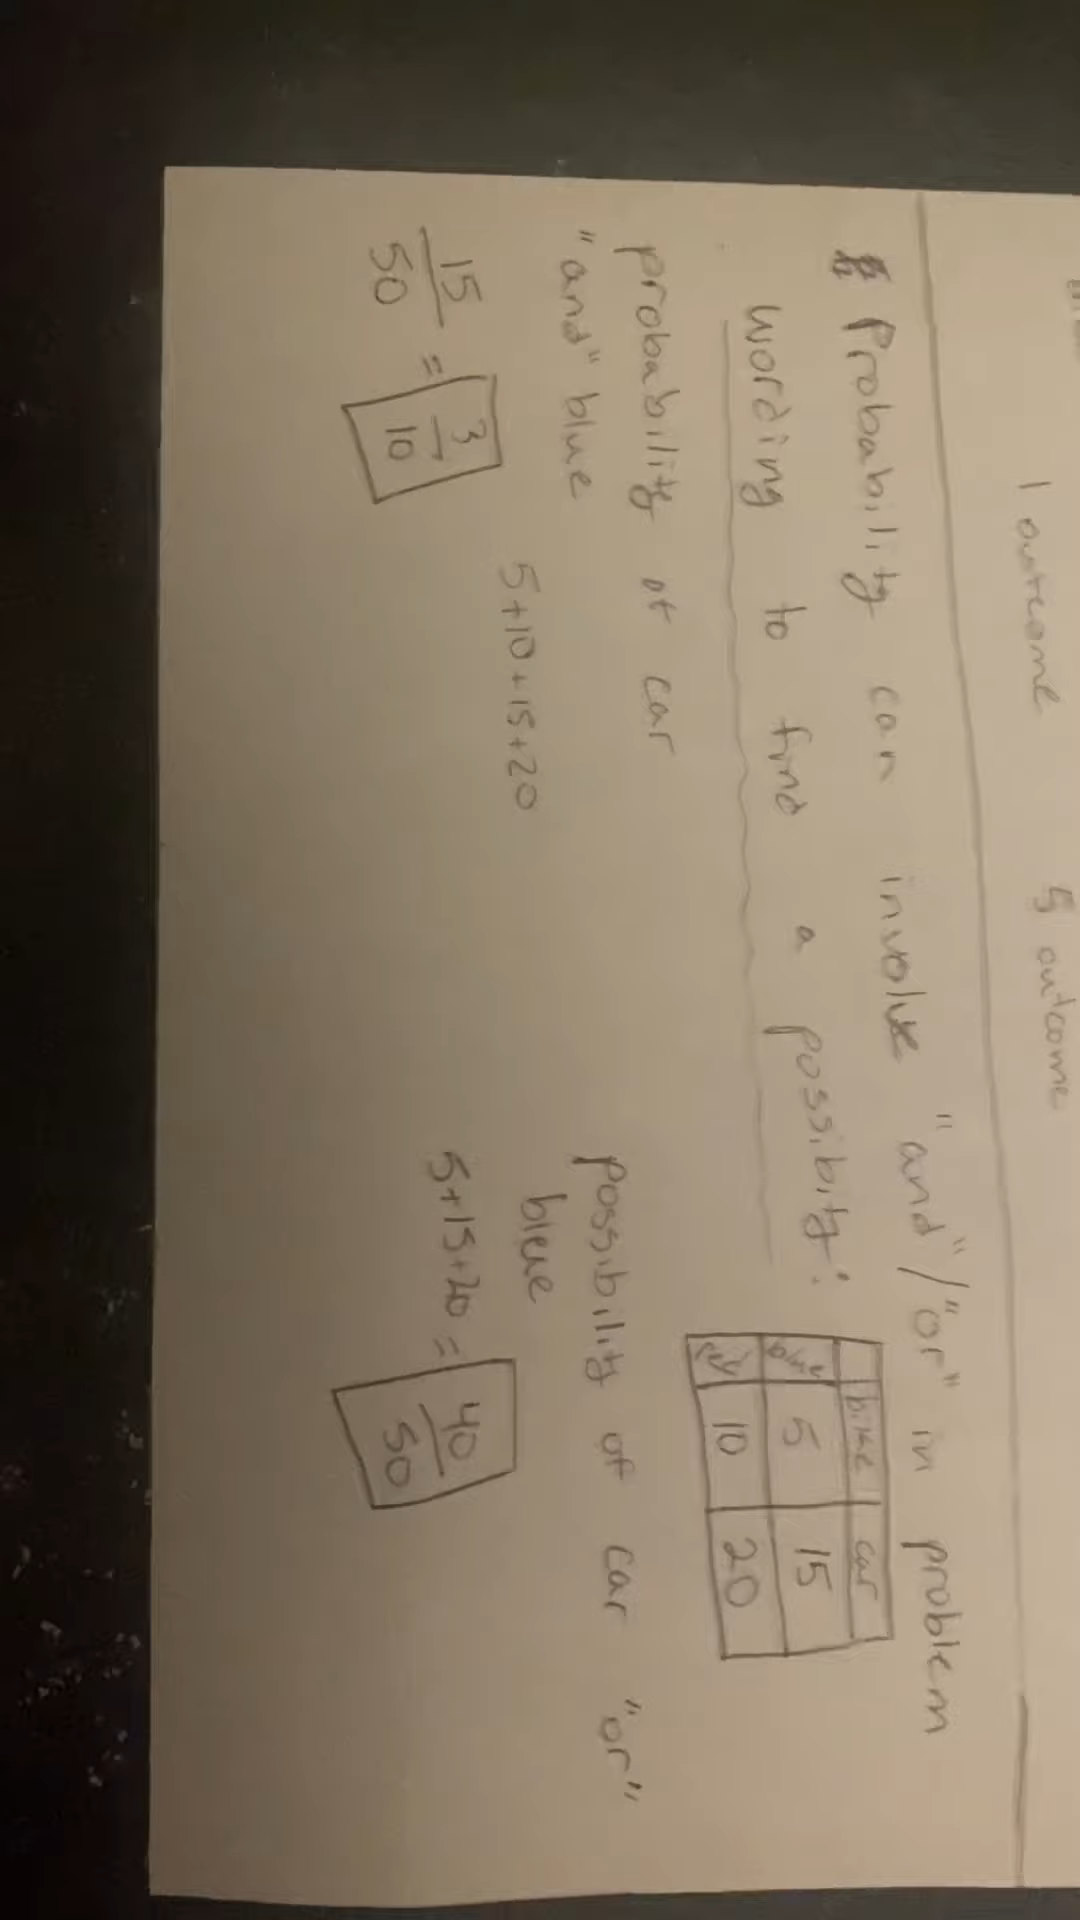 1 outcome 5 outcome
Probability can involve "and"/"or" in problem
wording to find a possibity:
bike car
blue 5 15
10 20
probability of car
"and" blue
5+10+15+20
15/50 = 3/10
possibility of car "or"
blue
5+15+20 = 40/50